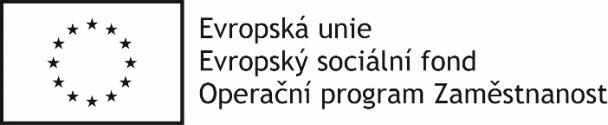 Evropská unie
Evropský sociální fond
Operační program Zaměstnanost